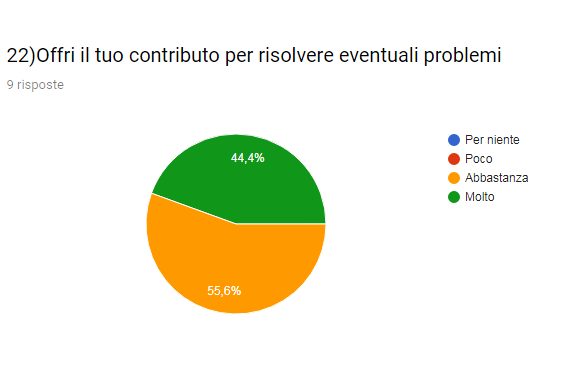 22)Offri il tuo contributo per risolvere eventuali problemi
9 risposte
44,4%
55,6%
Per niente
Poco
Abbastanza
Molto